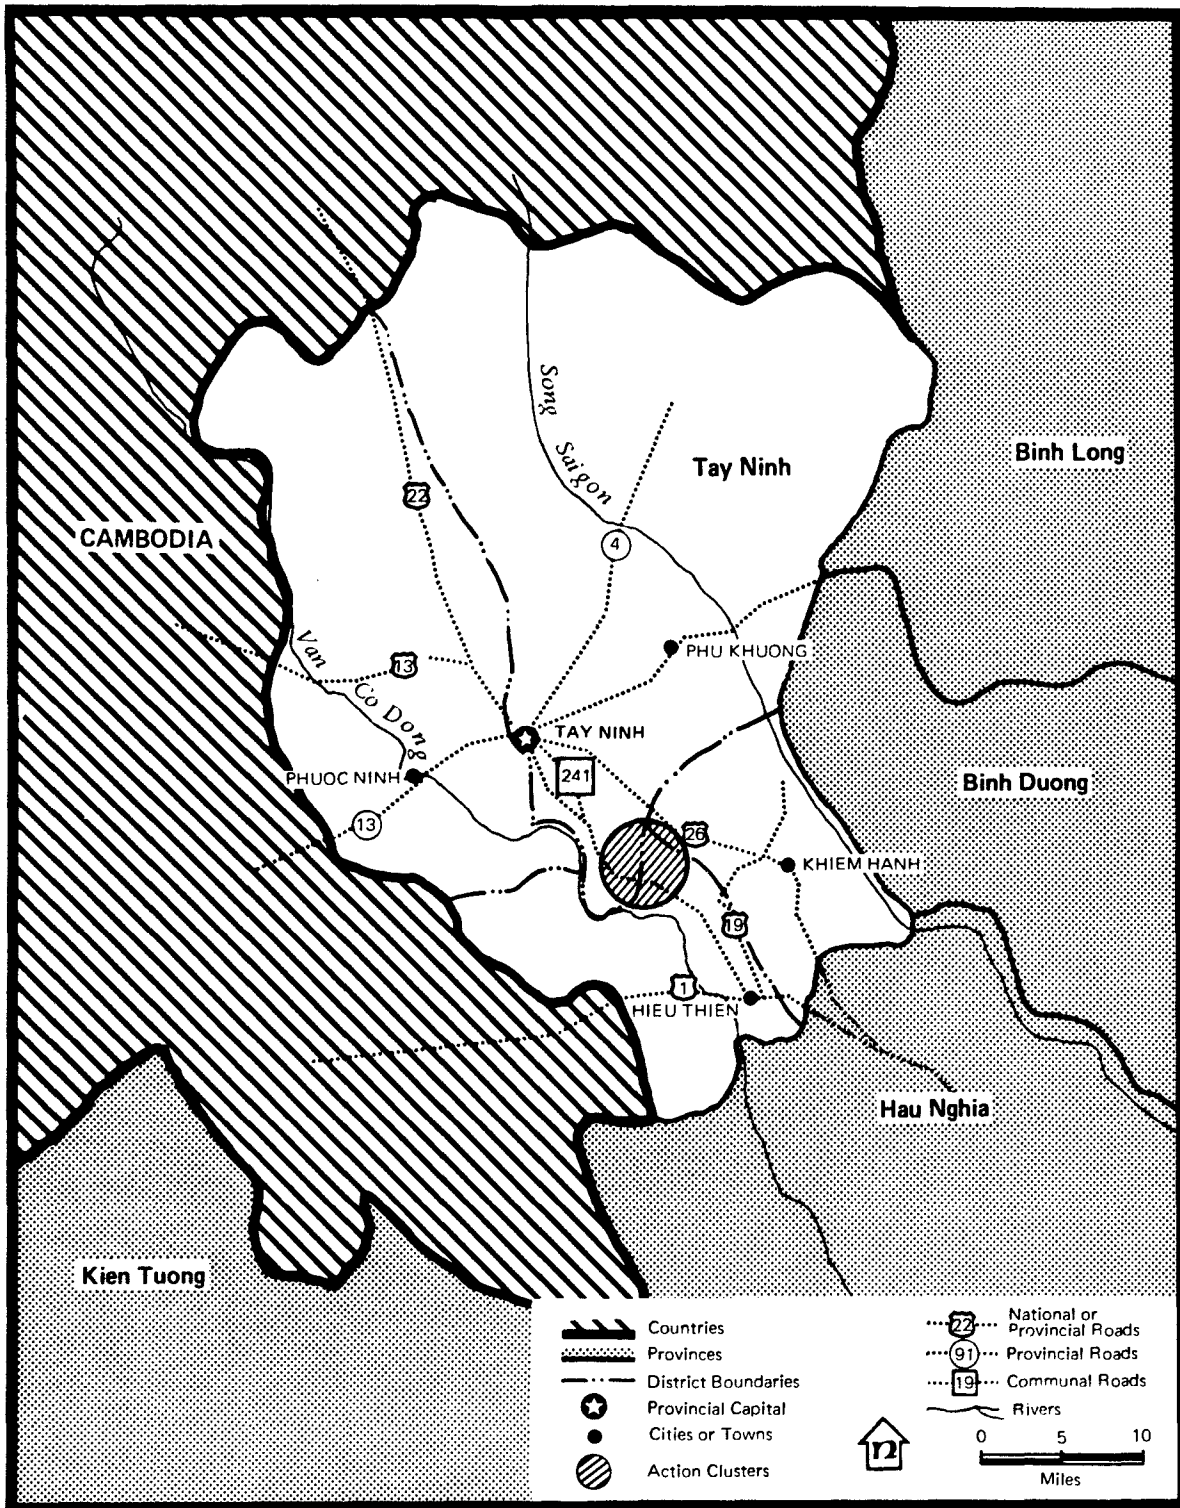 Song
Saigon
Tay Ninh
Binh Long
22
CAMBODIA
4
Van
Co Dong
13
PHU KHUONG
TAY NINH
PHUOC NINH
241
Binh Duong
13
26
KHIEM HANH
19
1
HIEU THIEN
Hau Nghia
Kien Tuong
Countries
Provinces
District Boundaries
Provincial Capital
Cities or Towns
Action Clusters
22
National or
Provincial Roads
91 Provincial Roads
19 Communal Roads
Rivers
n
0 5 10
Miles